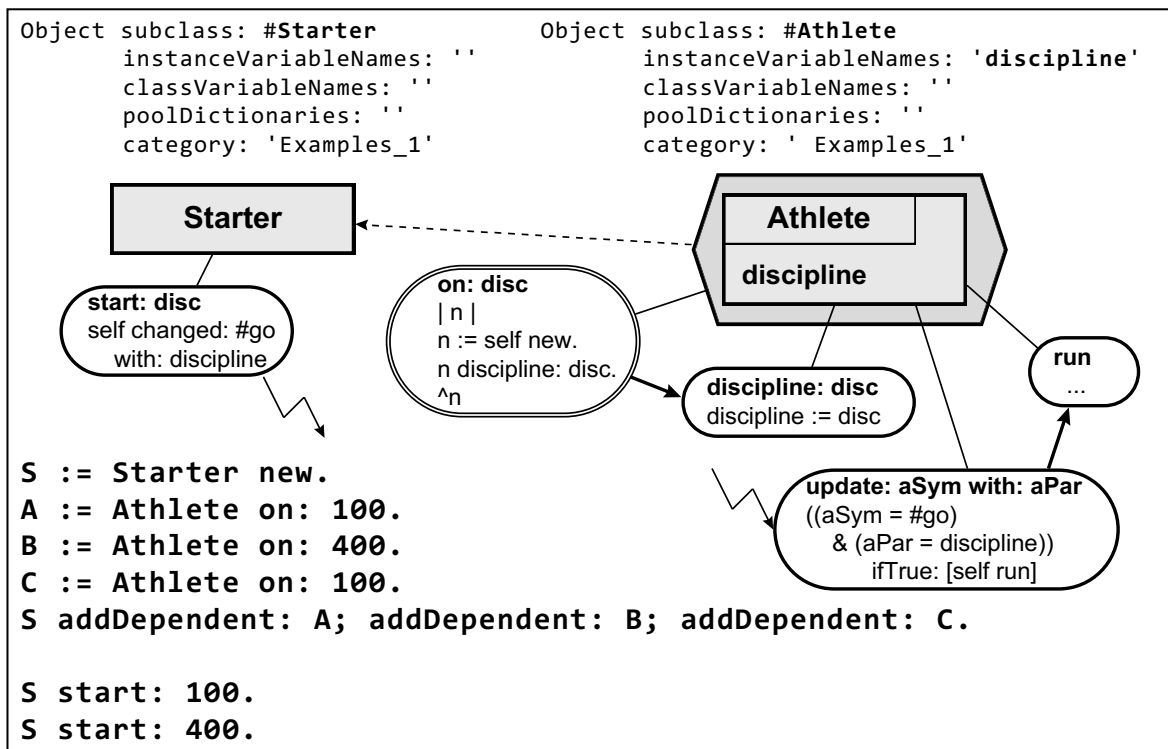 Object subclass: #Starter
instanceVariableNames: ''
classVariableNames: ''
poolDictionaries: ''
category: 'Examples_1'
Object subclass: #Athlete
instanceVariableNames: 'discipline'
classVariableNames: ''
poolDictionaries: ''
category: ' Examples_1'
Starter
Athlete
discipline
start: disc
self changed: #go
with: discipline
on: disc
| n |
n := self new.
n discipline: disc.
^n
discipline: disc
discipline := disc
run
...
update: aSym with: aPar
((aSym = #go)
& (aPar = discipline))
ifTrue: [self run]
S := Starter new.
A := Athlete on: 100.
B := Athlete on: 400.
C := Athlete on: 100.
S addDependent: A; addDependent: B; addDependent: C.
S start: 100.
S start: 400.